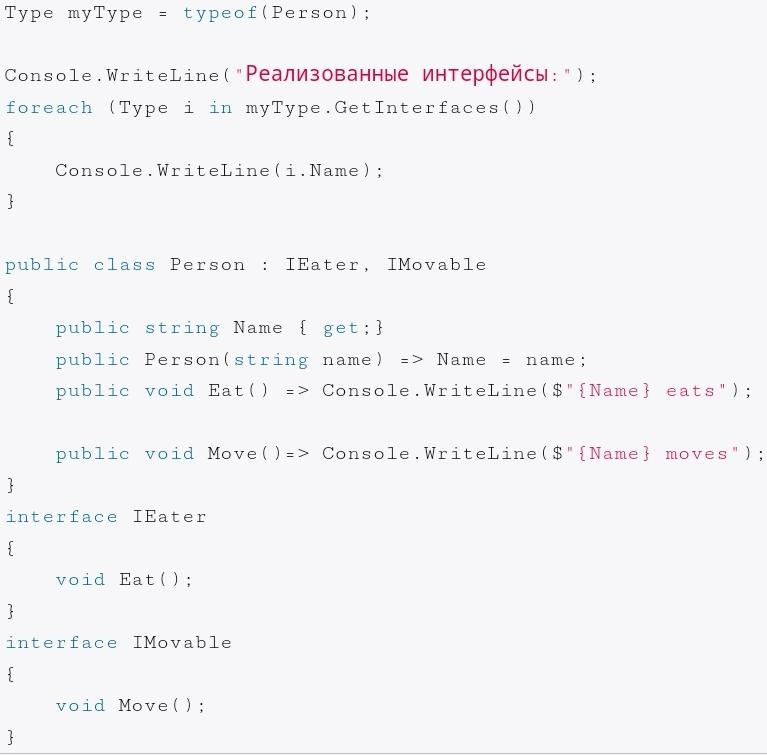 Type myType = typeof(Person);
Console.WriteLine("Реализованные интерфейсы:");
foreach (Type i in myType.GetInterfaces())
{
    Console.WriteLine(i.Name);
}
public class Person : IEater, IMovable
{
    public string Name { get;}
    public Person(string name) => Name = name;
    public void Eat() => Console.WriteLine($"{Name} eats");
    public void Move()=> Console.WriteLine($"{Name} moves");
}
interface IEater
{
    void Eat();
}
interface IMovable
{
    void Move();
}